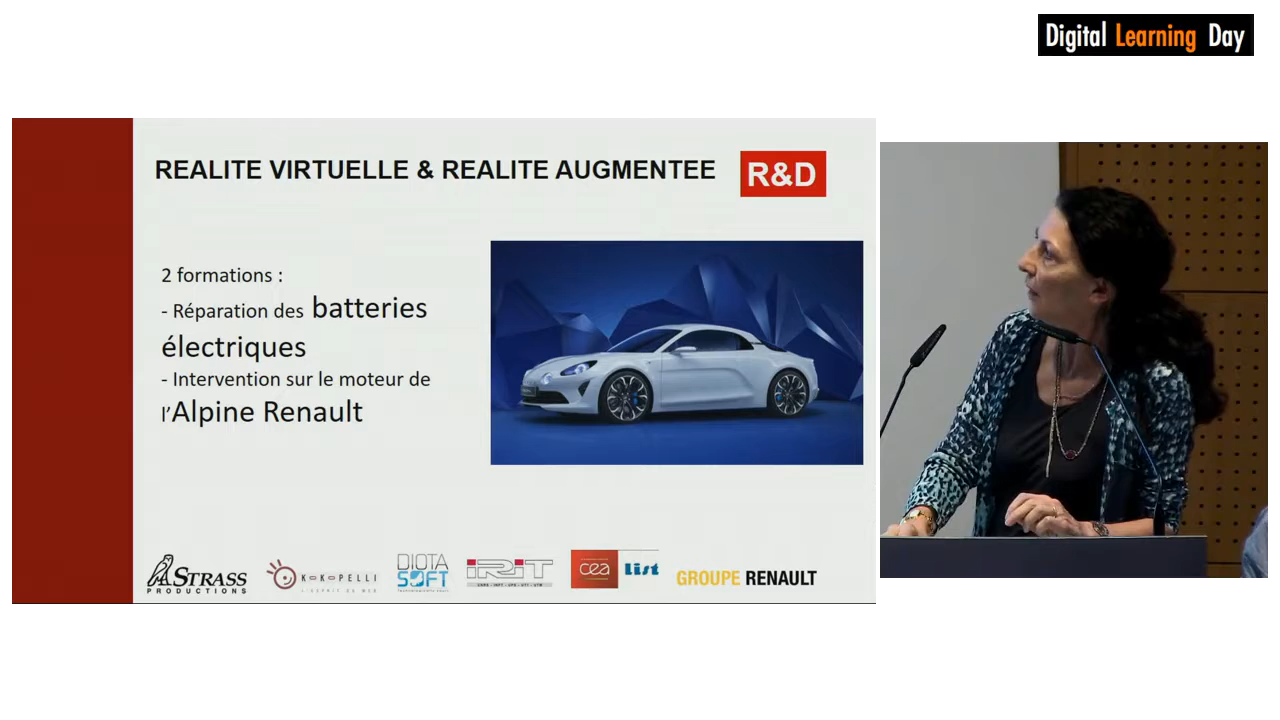 Digital Learning Day
REALITE VIRTUELLE & REALITE AUGMENTEE
R&D
2 formations :
- Réparation des batteries
électriques
- Intervention sur le moteur de
l'Alpine Renault
STRASS
PRODUCTIONS
KOKOPELLI
DIOTA
SOFT
IRIT
cea
list
GROUPE RENAULT